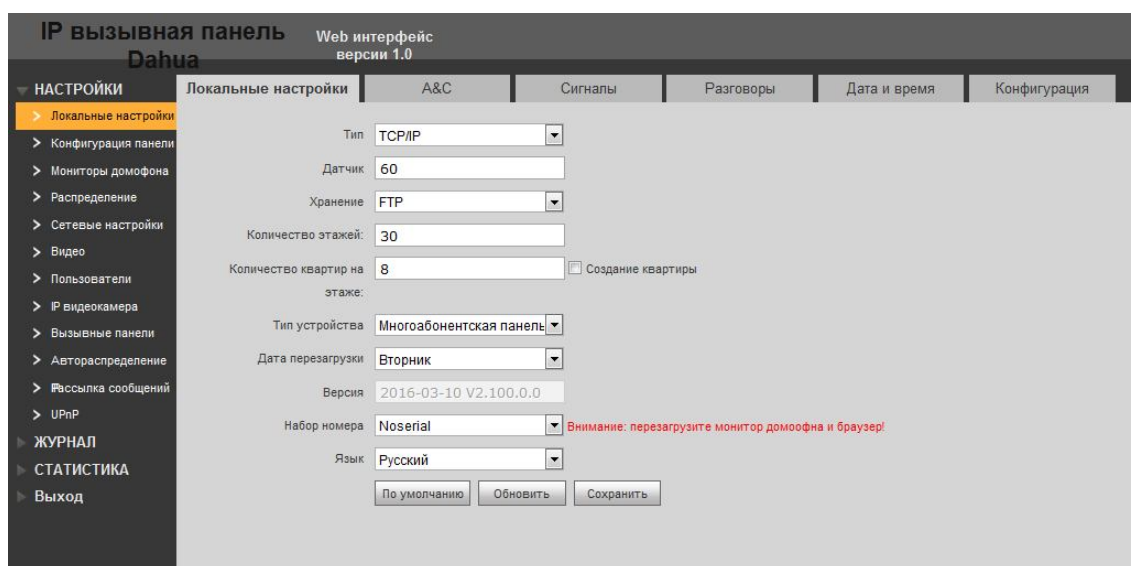 IP вызывная панель Dahua
Web интерфейс версии 1.0
НАСТРОЙКИ
Локальные настройки
Конфигурация панели
Мониторы домофона
Распределение
Сетевые настройки
Видео
Пользователи
IP видеокамера
Вызывные панели
Автораспределение
Рассылка сообщений
UPnP
ЖУРНАЛ
СТАТИСТИКА
Выход
Локальные настройки
A&C
Сигналы
Разговоры
Дата и время
Конфигурация
Тип TCP/IP
Датчик 60
Хранение FTP
Количество этажей: 30
Количество квартир на этаже: 8 Создание квартиры
Тип устройства Многоабонентская панель
Дата перезагрузки Вторник
Версия 2016-03-10 V2.100.0.0
Набор номера Noserial Внимание: перезагрузите монитор домоофна и браузер!
Язык Русский
По умолчанию Обновить Сохранить